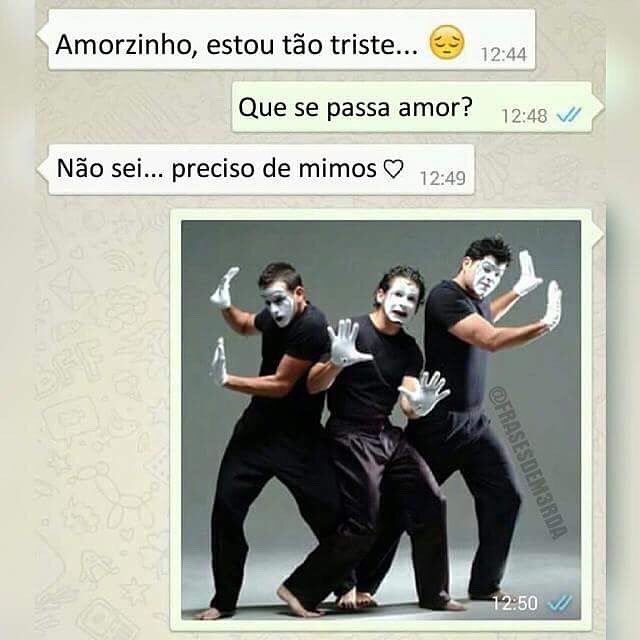 Amorzinho, estou tão triste... 😔
12:44
Que se passa amor?
12:48
Não sei... preciso de mimos ♡
12:49
@FRASESDEM3RDA
12:50